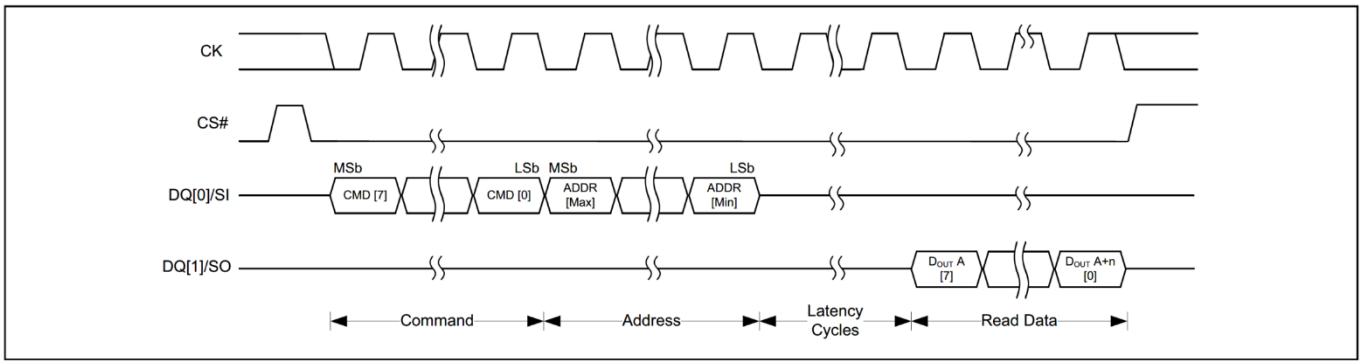 CK
CS#
MSb LSb MSb LSb
DQ[0]/SI CMD [7] CMD [0] ADDR [Max] ADDR [Min]
DQ[1]/SO DOUT A [7] DOUT A+n [0]
Command Address Latency Cycles Read Data